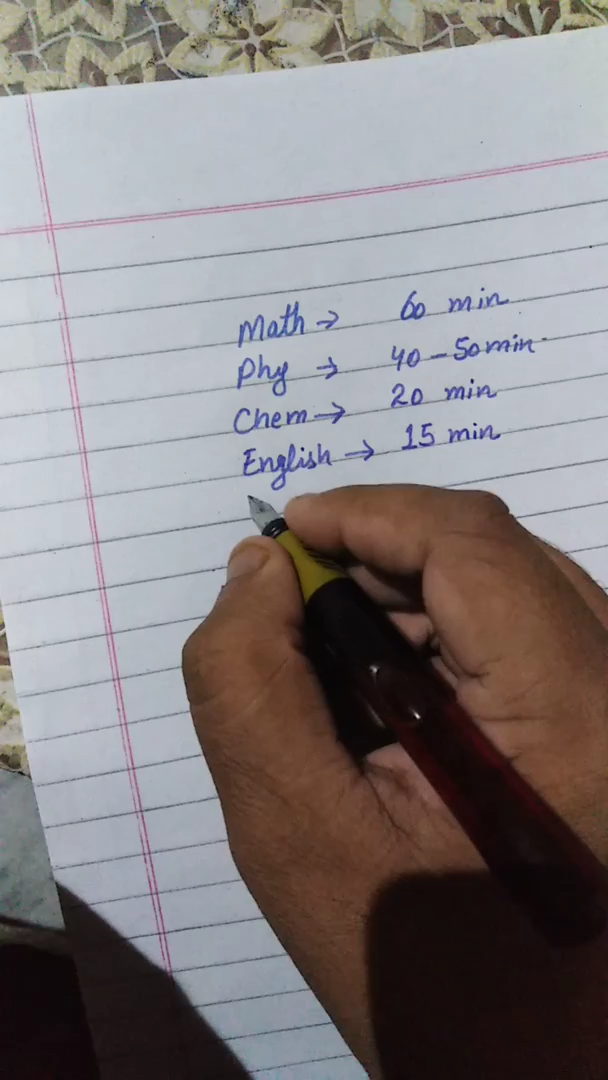 Math → 60 min
Phy → 40 - 50 min.
Chem → 20 min
English → 15 min